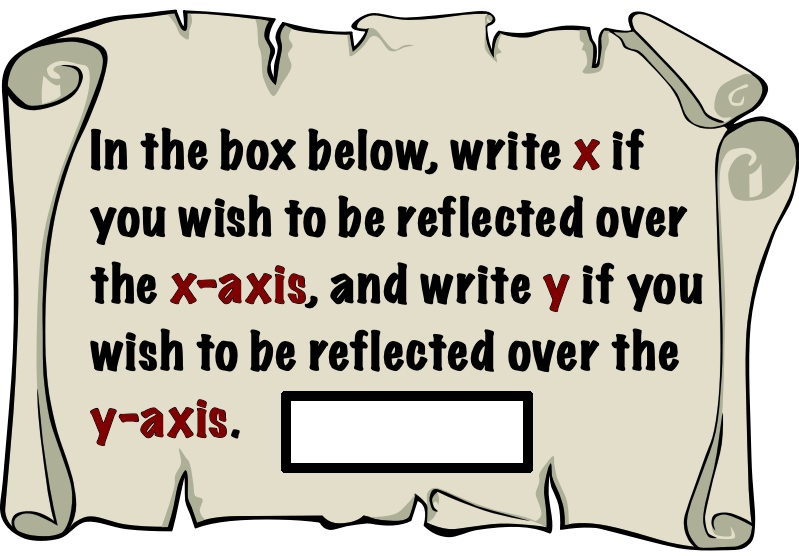 In the box below, write x if
you wish to be reflected over
the x-axis, and write y if you
wish to be reflected over the
y-axis.